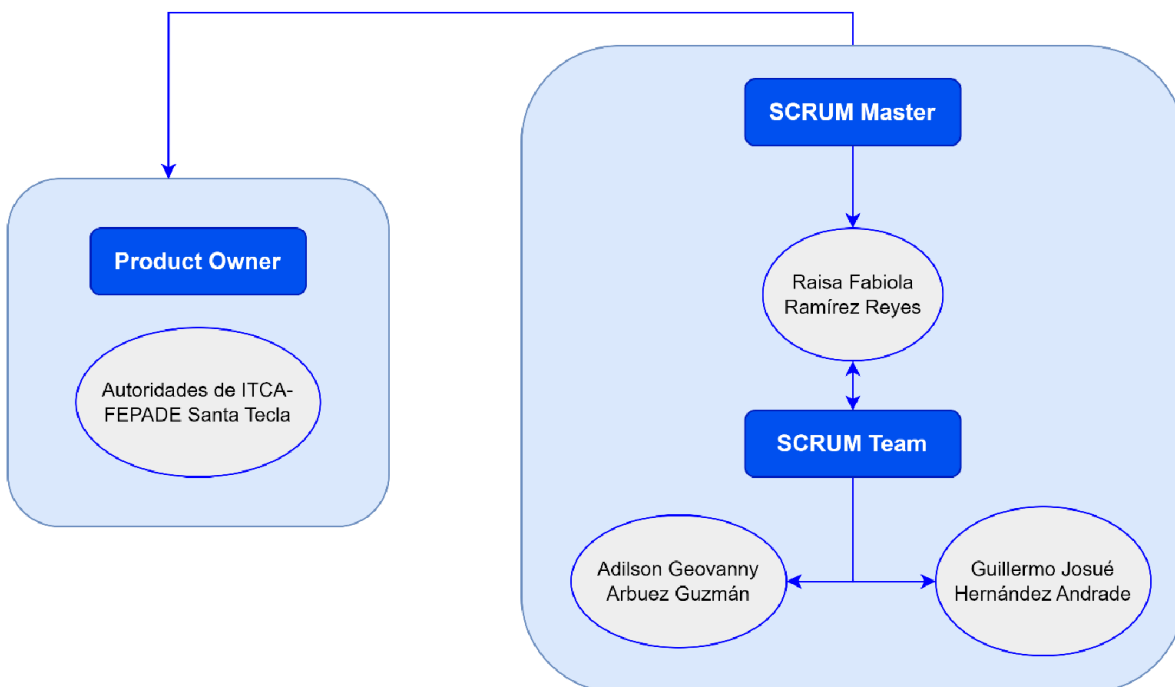 SCRUM Master
Product Owner
Raisa Fabiola
Ramírez Reyes
Autoridades de ITCA-
FEPADE Santa Tecla
SCRUM Team
Adilson Geovanny
Arbuez Guzmán
Guillermo Josué
Hernández Andrade